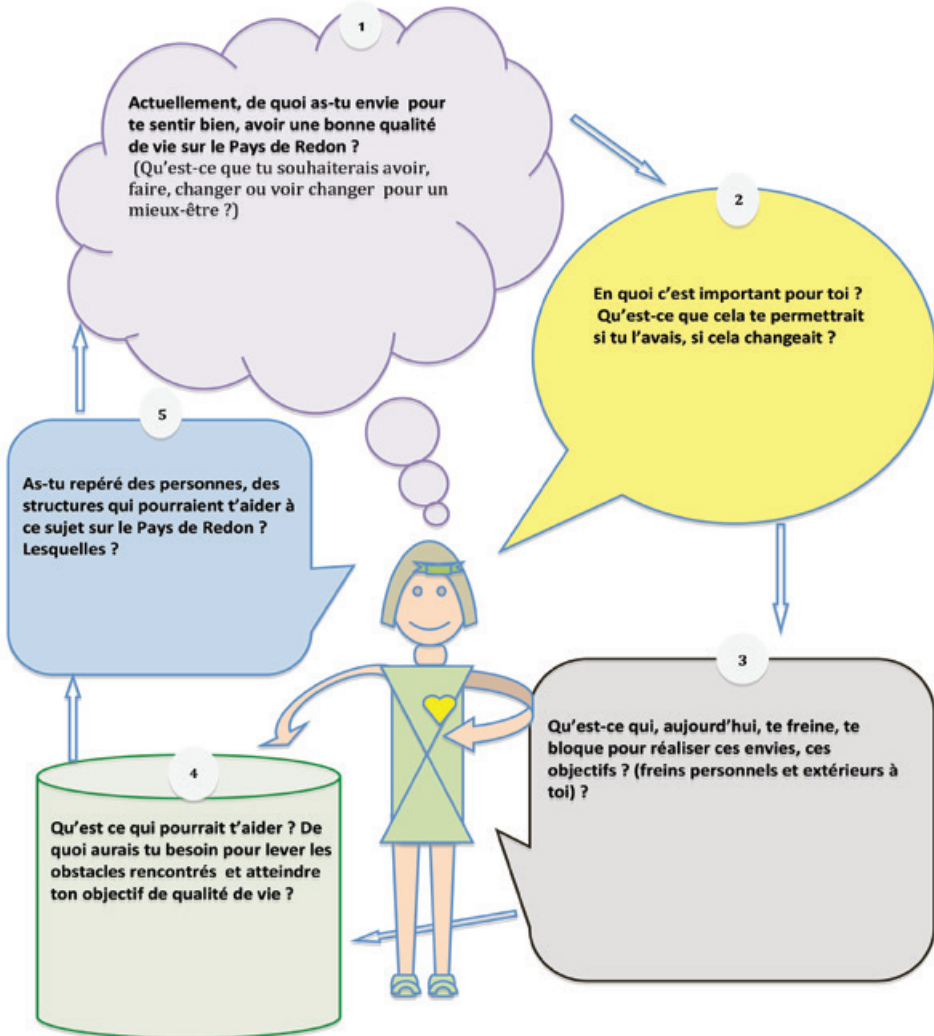 1
Actuellement, de quoi as-tu envie pour
te sentir bien, avoir une bonne qualité
de vie sur le Pays de Redon ?
(Qu’est-ce que tu souhaiterais avoir,
faire, changer ou voir changer pour un
mieux-être ?)
2
En quoi c’est important pour toi ?
Qu’est-ce que cela te permettrait
si tu l’avais, si cela changeait ?
3
Qu’est-ce qui, aujourd’hui, te freine, te
bloque pour réaliser ces envies, ces
objectifs ? (freins personnels et extérieurs à
toi) ?
4
Qu’est ce qui pourrait t’aider ? De
quoi aurais tu besoin pour lever les
obstacles rencontrés et atteindre
ton objectif de qualité de vie ?
5
As-tu repéré des personnes, des
structures qui pourraient t’aider à
ce sujet sur le Pays de Redon ?
Lesquelles ?